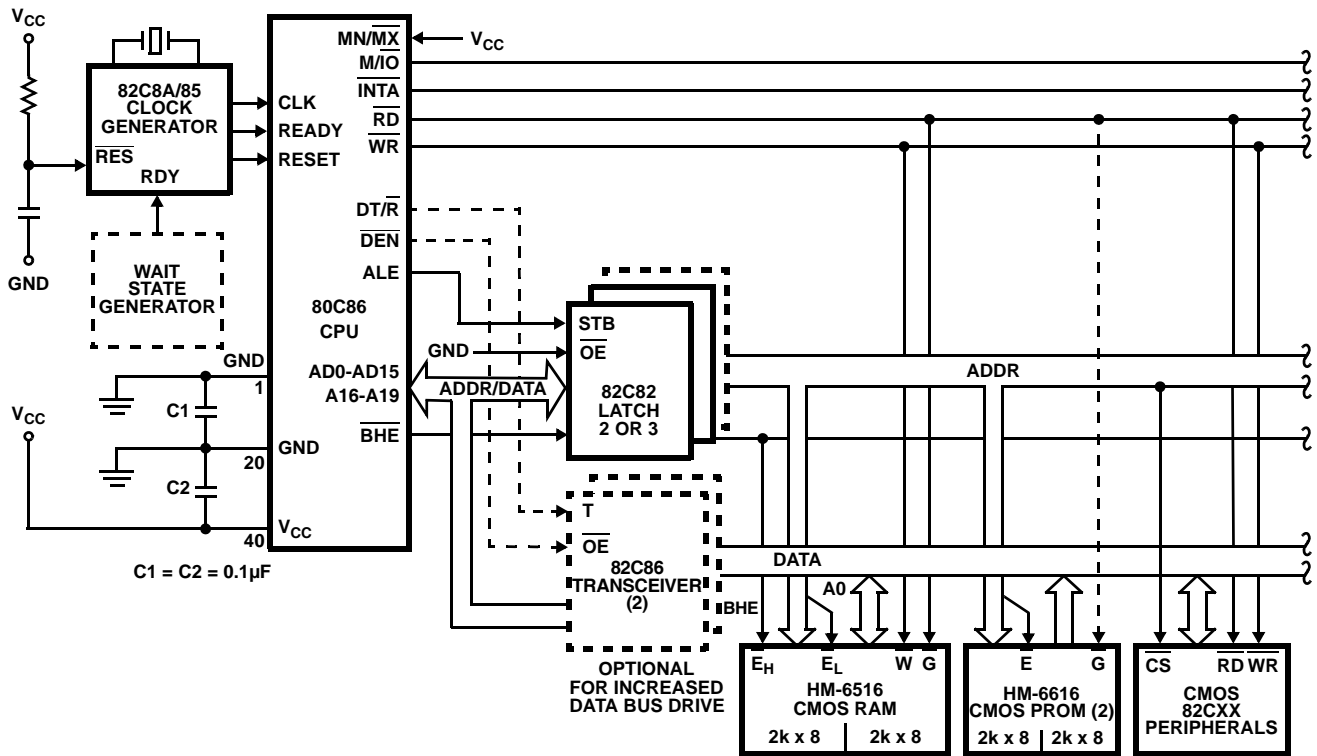 VCC
82C8A/85
CLOCK
GENERATOR
RES
RDY
GND
WAIT
STATE
GENERATOR
MN/MX
VCC
M/IO
INTA
CLK
RD
READY
WR
RESET
DT/R
DEN
ALE
80C86
CPU
STB
GND
OE
GND
1
AD0-AD15
A16-A19
ADDR/DATA
82C82
LATCH
2 OR 3
ADDR
C1
VCC
BHE
GND
20
C2
VCC
40
C1 = C2 = 0.1µF
T
OE
82C86
TRANSCEIVER
(2)
DATA
A0
BHE
OPTIONAL
FOR INCREASED
DATA BUS DRIVE
EH EL W G
HM-6516
CMOS RAM
2k x 8 2k x 8
E G
HM-6616
CMOS PROM (2)
2k x 8 2k x 8
CS RD WR
CMOS
82CXX
PERIPHERALS